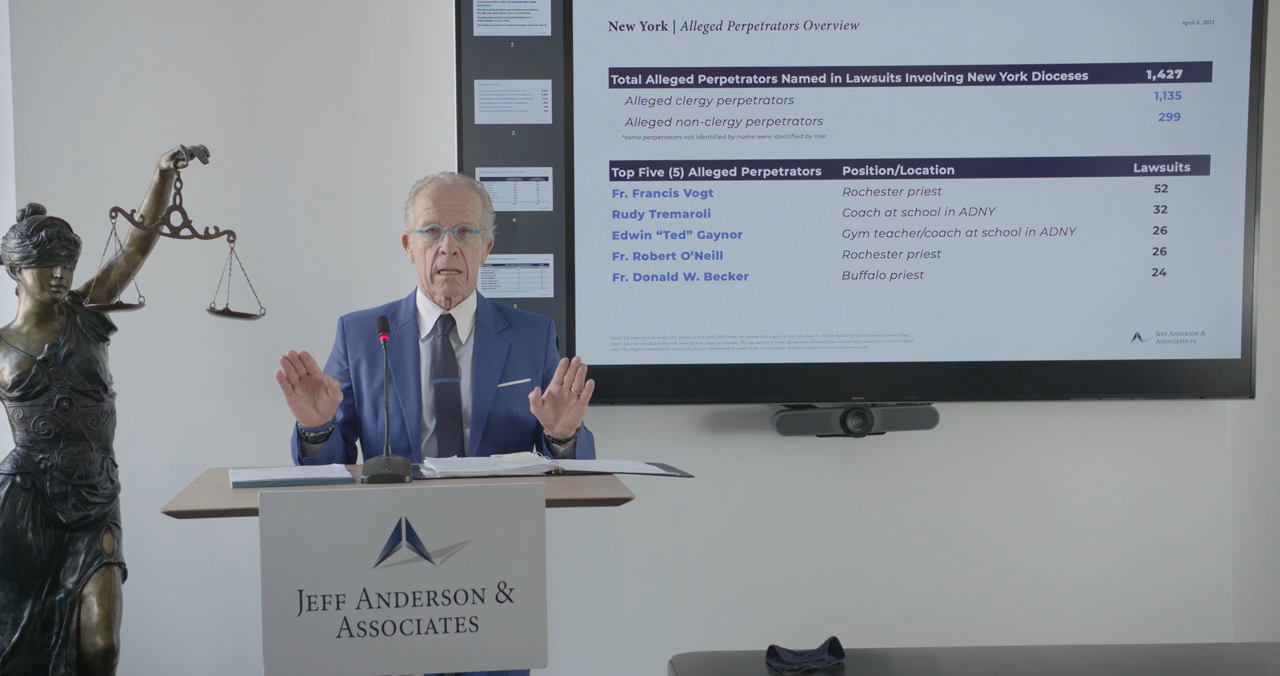 New York | Alleged Perpetrators Overview
April 6, 2021
Total Alleged Perpetrators Named in Lawsuits Involving New York Dioceses 1,427
Alleged clergy perpetrators 1,135
Alleged non-clergy perpetrators 299
*some perpetrators not identified by name were identified by role
Top Five (5) Alleged Perpetrators Position/Location Lawsuits
Fr. Francis Vogt Rochester priest 52
Rudy Tremaroli Coach at school in ADNY 32
Edwin “Ted” Gaynor Gym teacher/coach at school in ADNY 26
Fr. Robert O’Neill Rochester priest 26
Fr. Donald W. Becker Buffalo priest 24
JEFF ANDERSON &
ASSOCIATES PA
2
3
4
JEFF ANDERSON &
ASSOCIATES